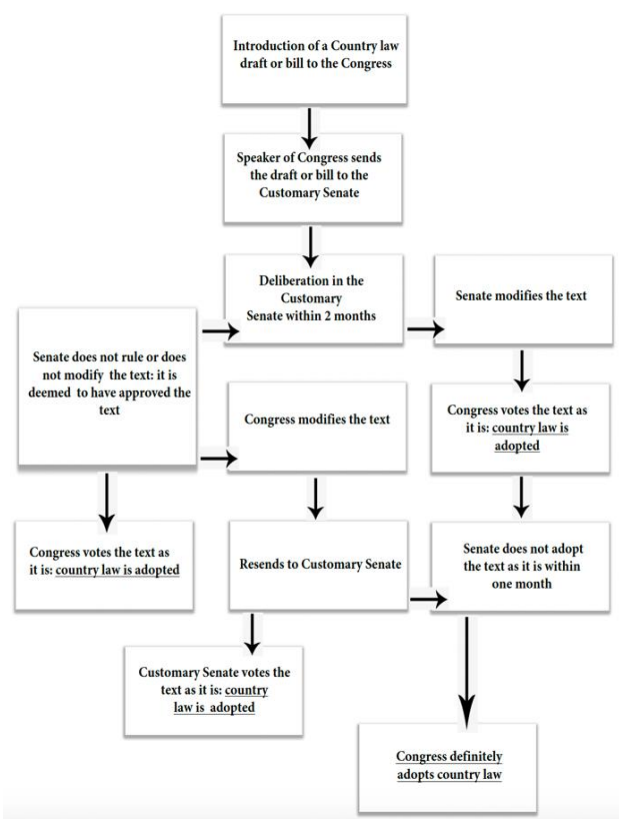 Introduction of a Country law
draft or bill to the Congress
Speaker of Congress sends
the draft or bill to the
Customary Senate
Deliberation in the
Customary
Senate within 2 months
Senate modifies the text
Senate does not rule or does
not modify the text: it is
deemed to have approved the
text
Congress modifies the text
Congress votes the text as
it is: country law is
adopted
Congress votes the text as
it is: country law is adopted
Resends to Customary Senate
Senate does not adopt
the text as it is within
one month
Customary Senate votes the
text as it is: country
law is adopted
Congress definitely
adopts country law